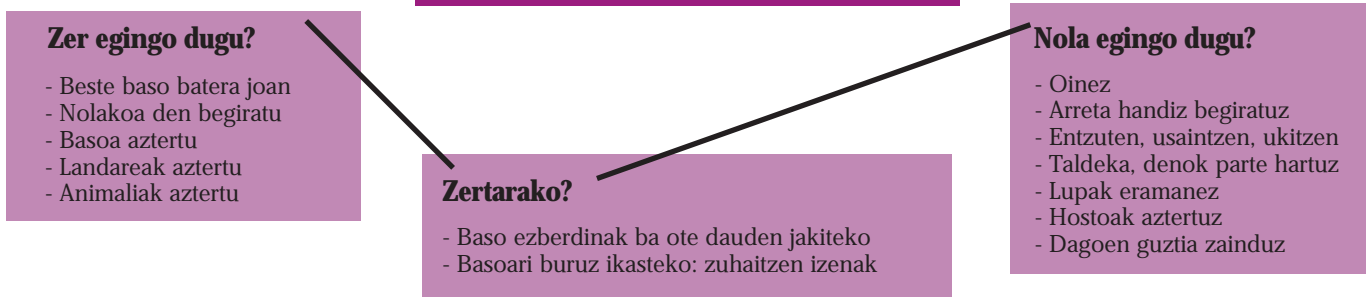 Zer egingo dugu?
- Beste baso batera joan
- Nolakoa den begiratu
- Basoa aztertu
- Landareak aztertu
- Animaliak aztertu
Zertarako?
- Baso ezberdinak ba ote dauden jakiteko
- Basoari buruz ikasteko: zuhaitzen izenak
Nola egingo dugu?
- Oinez
- Arreta handiz begiratuz
- Entzuten, usaintzen, ukitzen
- Taldeka, denok parte hartuz
- Lupak eramanez
- Hostoak aztertuz
- Dagoen guztia zainduz